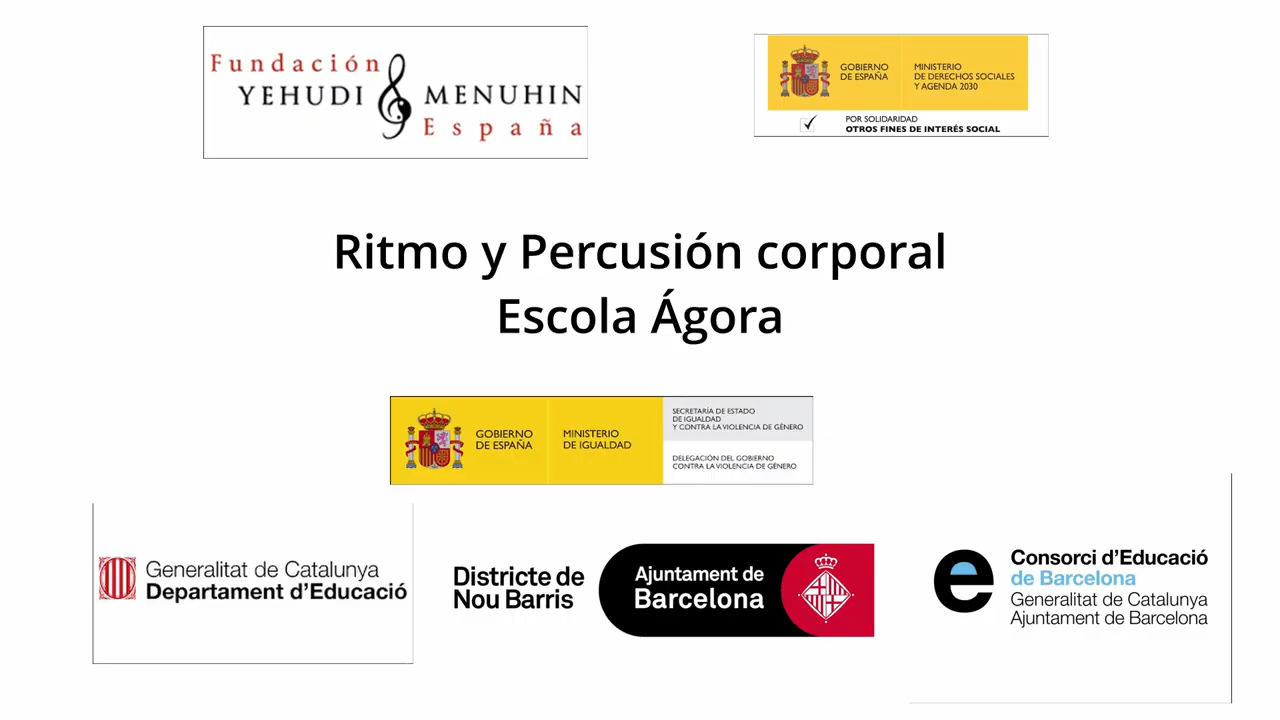 Fundación
YEHUDI MENUHIN
España
GOBIERNO
DE ESPAÑA
MINISTERIO
DE DERECHOS SOCIALES
Y AGENDA 2030
POR SOLIDARIDAD
OTROS FINES DE INTERÉS SOCIAL
Ritmo y Percusión corporal
Escola Ágora
GOBIERNO
DE ESPAÑA
MINISTERIO
DE IGUALDAD
SECRETARÍA DE ESTADO
DE IGUALDAD
Y CONTRA LA VIOLENCIA DE GÉNERO
DELEGACIÓN DEL GOBIERNO
CONTRA LA VIOLENCIA DE GÉNERO
Generalitat de Catalunya
Departament d'Educació
Districte de
Nou Barris
Ajuntament de
Barcelona
Consorci d'Educació
de Barcelona
Generalitat de Catalunya
Ajuntament de Barcelona